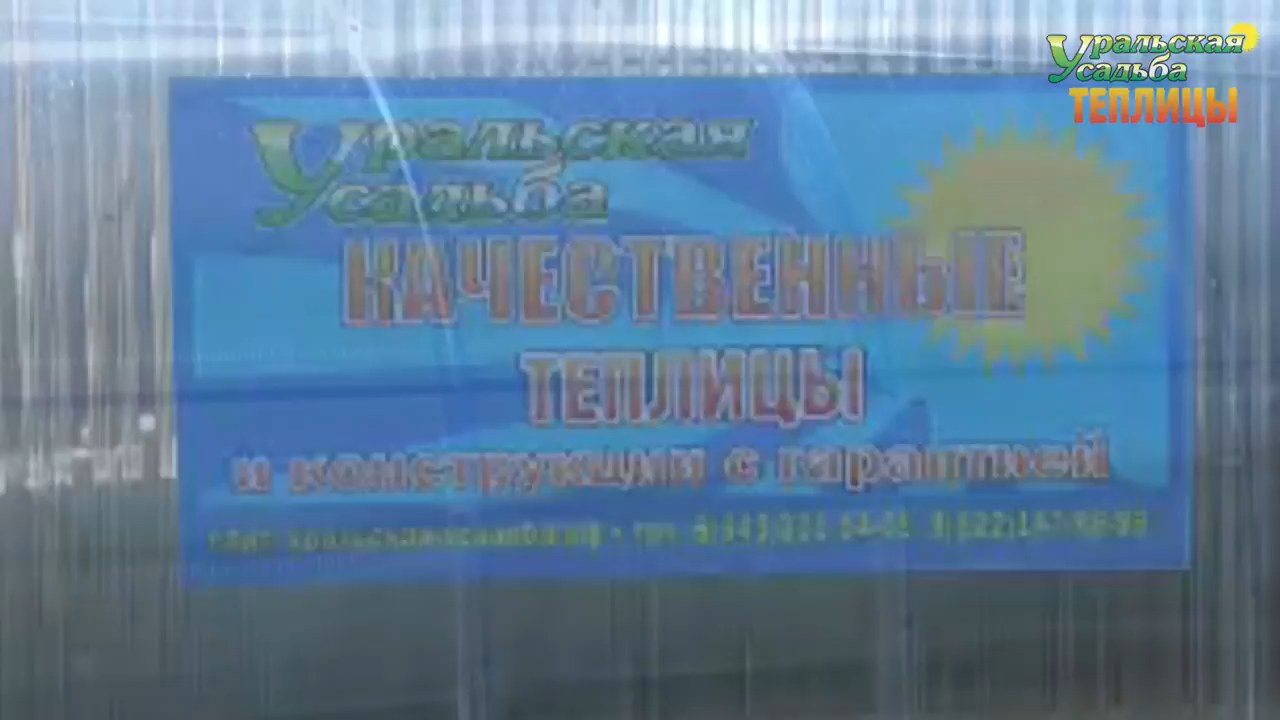 Уральская
Усадьба
ТЕПЛИЦЫ
Уральская
Усадьба
КАЧЕСТВЕННЫЕ
ТЕПЛИЦЫ
и конструкции с гарантией